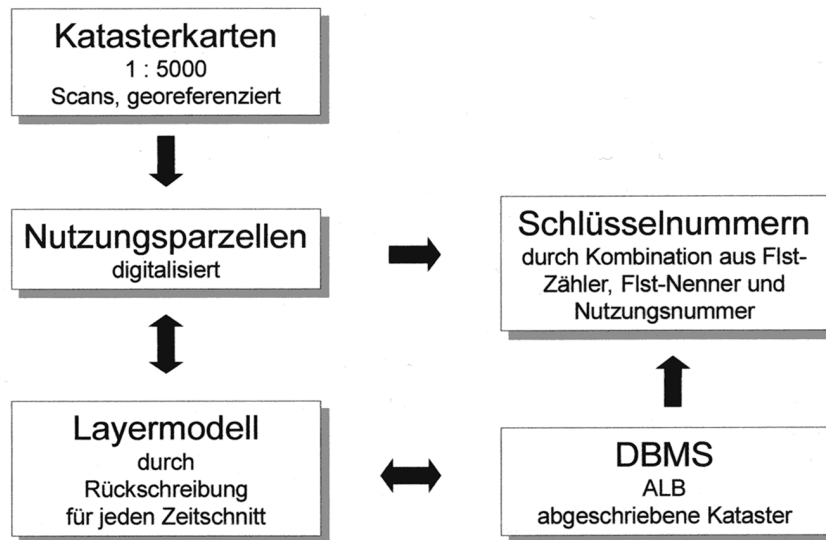 Katasterkarten
1 : 5000
Scans, georeferenziert
Nutzungsparzellen
digitalisiert
Schlüsselnummern
durch Kombination aus Flst-
Zähler, Flst-Nenner und
Nutzungsnummer
Layermodell
durch
Rückschreibung
für jeden Zeitschnitt
DBMS
ALB
abgeschriebene Kataster